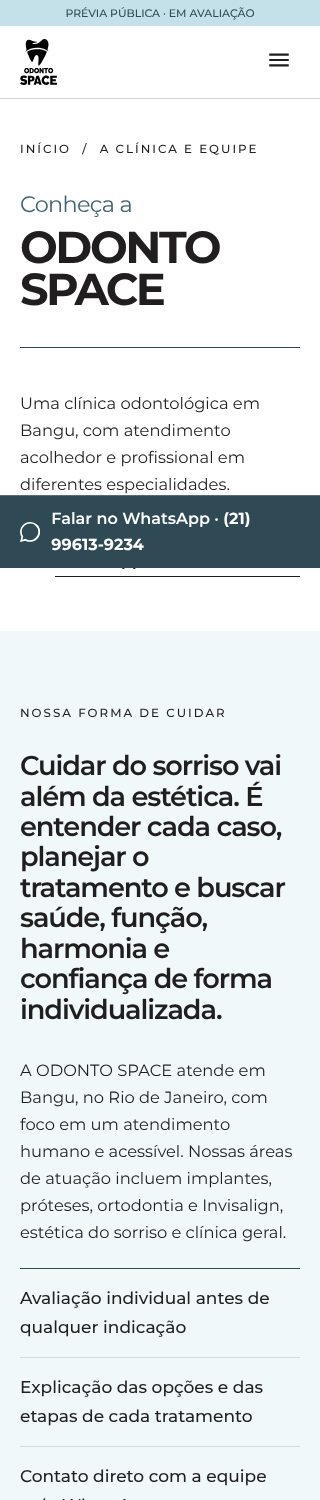 PRÉVIA PÚBLICA · EM AVALIAÇÃO
ODONTO
SPACE
INÍCIO / A CLÍNICA E EQUIPE
Conheça a
ODONTO
SPACE
Uma clínica odontológica em
Bangu, com atendimento
acolhedor e profissional em
diferentes especialidades.
Falar no WhatsApp · (21)
99613-9234
NOSSA FORMA DE CUIDAR
Cuidar do sorriso vai
além da estética. É
entender cada caso,
planejar o
tratamento e buscar
saúde, função,
harmonia e
confiança de forma
individualizada.
A ODONTO SPACE atende em
Bangu, no Rio de Janeiro, com
foco em um atendimento
humano e acessível. Nossas áreas
de atuação incluem implantes,
próteses, ortodontia e Invisalign,
estética do sorriso e clínica geral.
Avaliação individual antes de
qualquer indicação
Explicação das opções e das
etapas de cada tratamento
Contato direto com a equipe